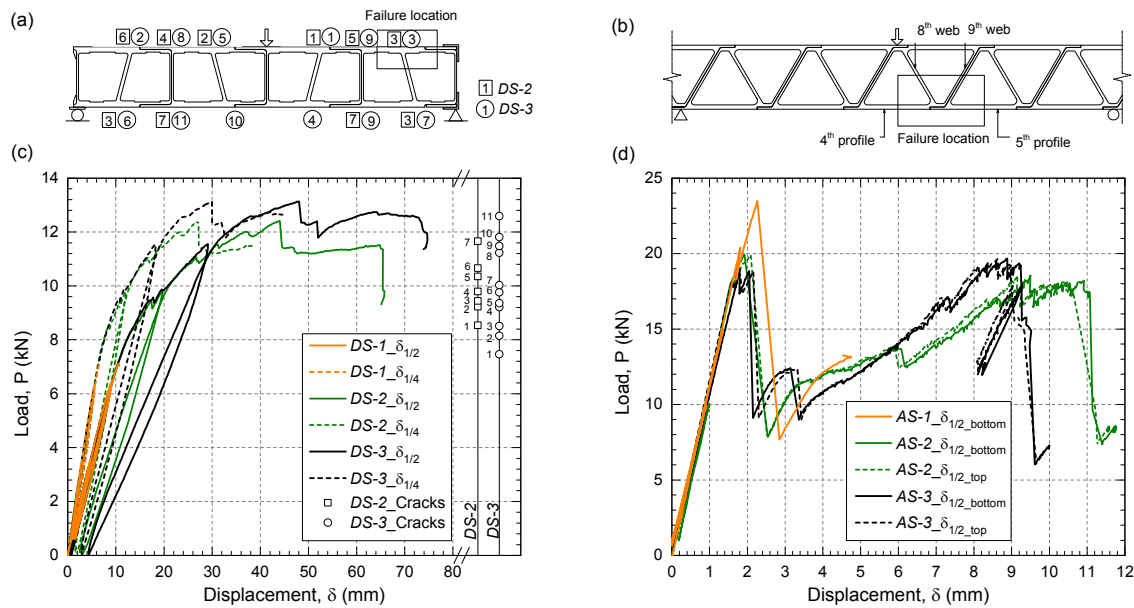 (a)
Failure location
6 2 4 8 2 5 1 1 5 9 3 3
1 DS-2
1 DS-3
3 6 7 11 10 4 7 9 3 7
(b)
8th web 9th web
4th profile Failure location 5th profile
(c)
14
12
10
8
6
4
2
0
Load, P (kN)
0 10 20 30 40 50 60 70 80
Displacement, δ (mm)
DS-1_δ1/2
DS-1_δ1/4
DS-2_δ1/2
DS-2_δ1/4
DS-3_δ1/2
DS-3_δ1/4
DS-2_Cracks
DS-3_Cracks
7
6
5
4
3
2
1
DS-2
11
10
9
8
7
6
5
4
3
2
1
DS-3
(d)
25
20
15
10
5
0
Load, P (kN)
0 1 2 3 4 5 6 7 8 9 10 11 12
Displacement, δ (mm)
AS-1_δ1/2_bottom
AS-2_δ1/2_bottom
AS-2_δ1/2_top
AS-3_δ1/2_bottom
AS-3_δ1/2_top